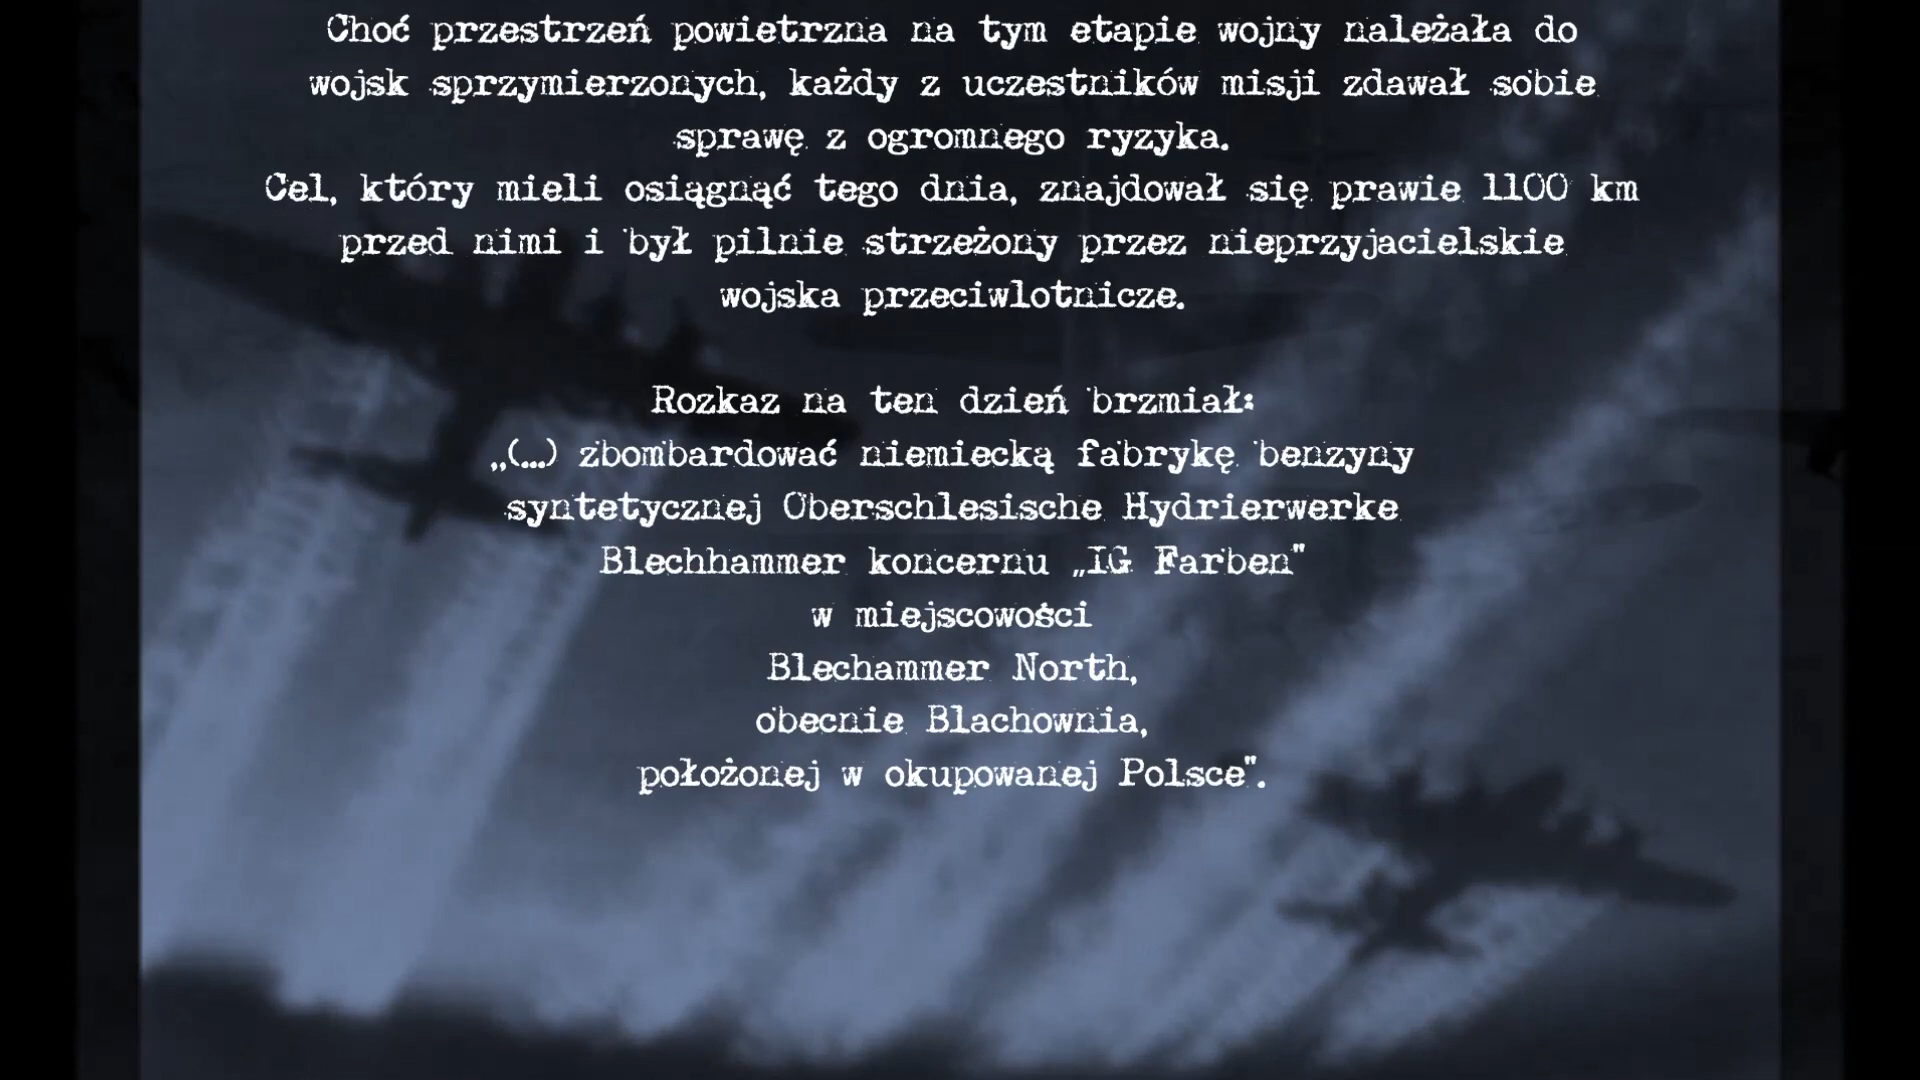 Choć przestrzeń powietrzna na tym etapie wojny należała do
wojsk sprzymierzonych, każdy z uczestników misji zdawał sobie
sprawę z ogromnego ryzyka.
Cel, który mieli osiągnąć tego dnia, znajdował się prawie 1100 km
przed nimi i był pilnie strzeżony przez nieprzyjacielskie
wojska przeciwlotnicze.
Rozkaz na ten dzień brzmiał:
„(...) zbombardować niemiecką fabrykę benzyny
syntetycznej Oberschlesische Hydrierwerke
Blechhammer koncernu „IG Farben"
w miejscowości
Blechammer North,
obecnie Blachownia,
położonej w okupowanej Polsce".